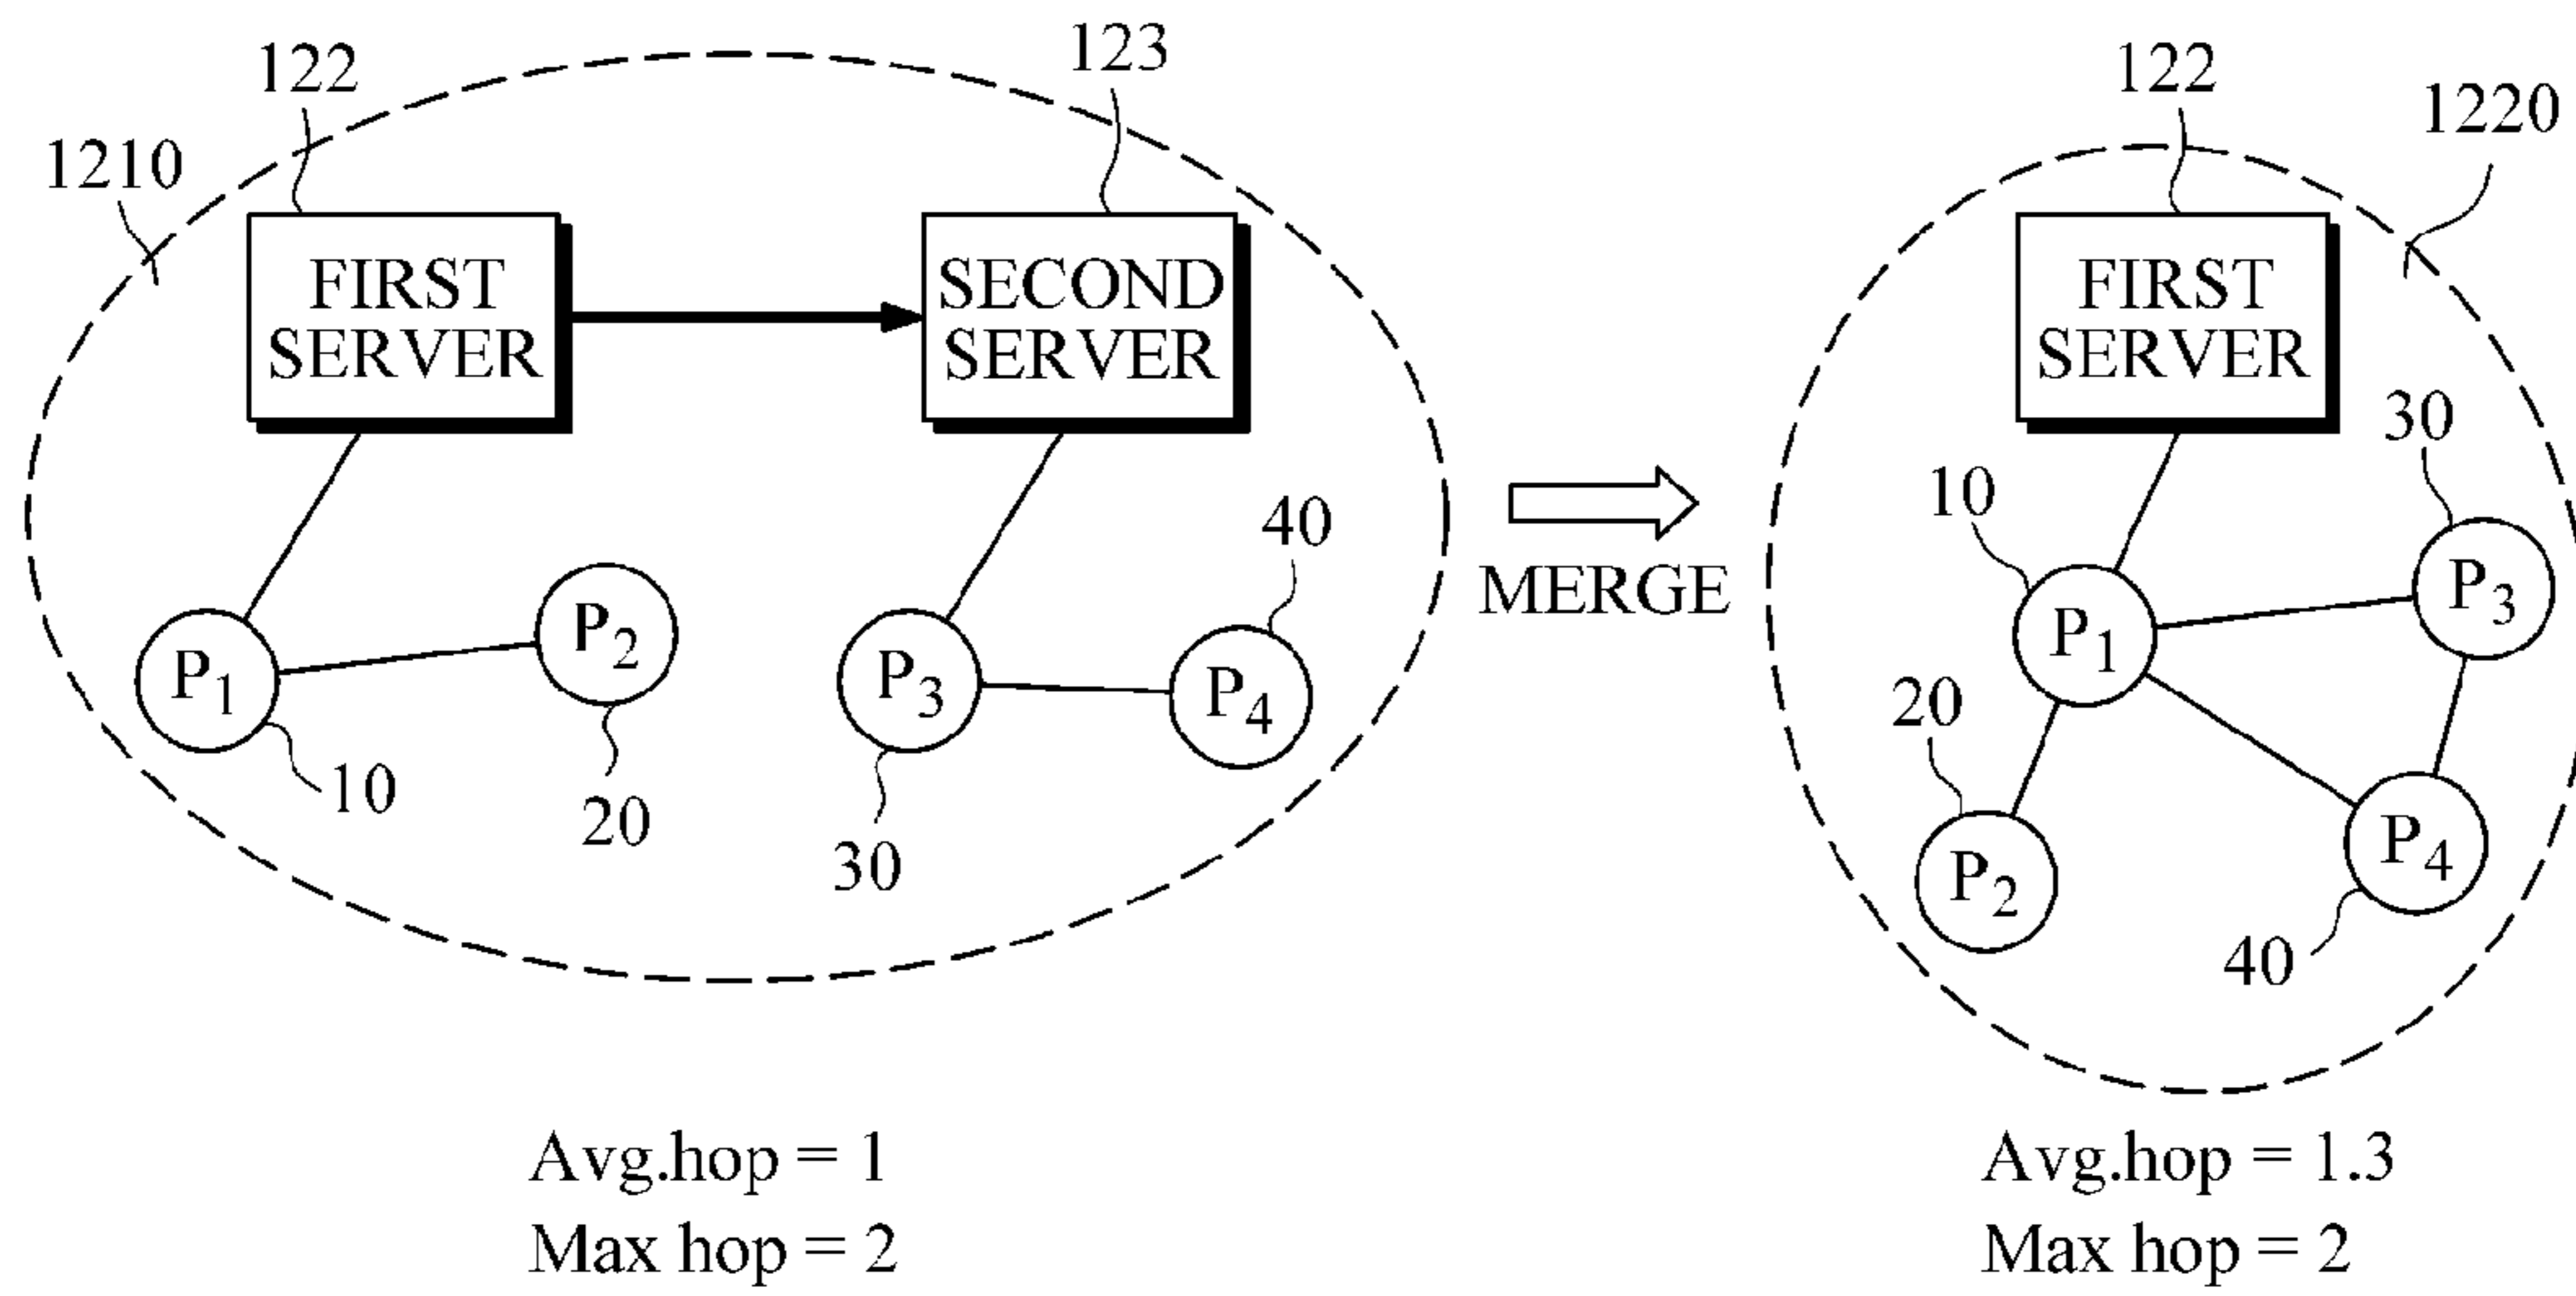 122
123
122
1220
1210
FIRST
SERVER
SECOND
SERVER
FIRST
SERVER
30
10
40
MERGE
P1
P2
P3
P4
P1
P3
20
10
20
30
P2
P4
40
Avg.hop = 1
Max hop = 2
Avg.hop = 1.3
Max hop = 2